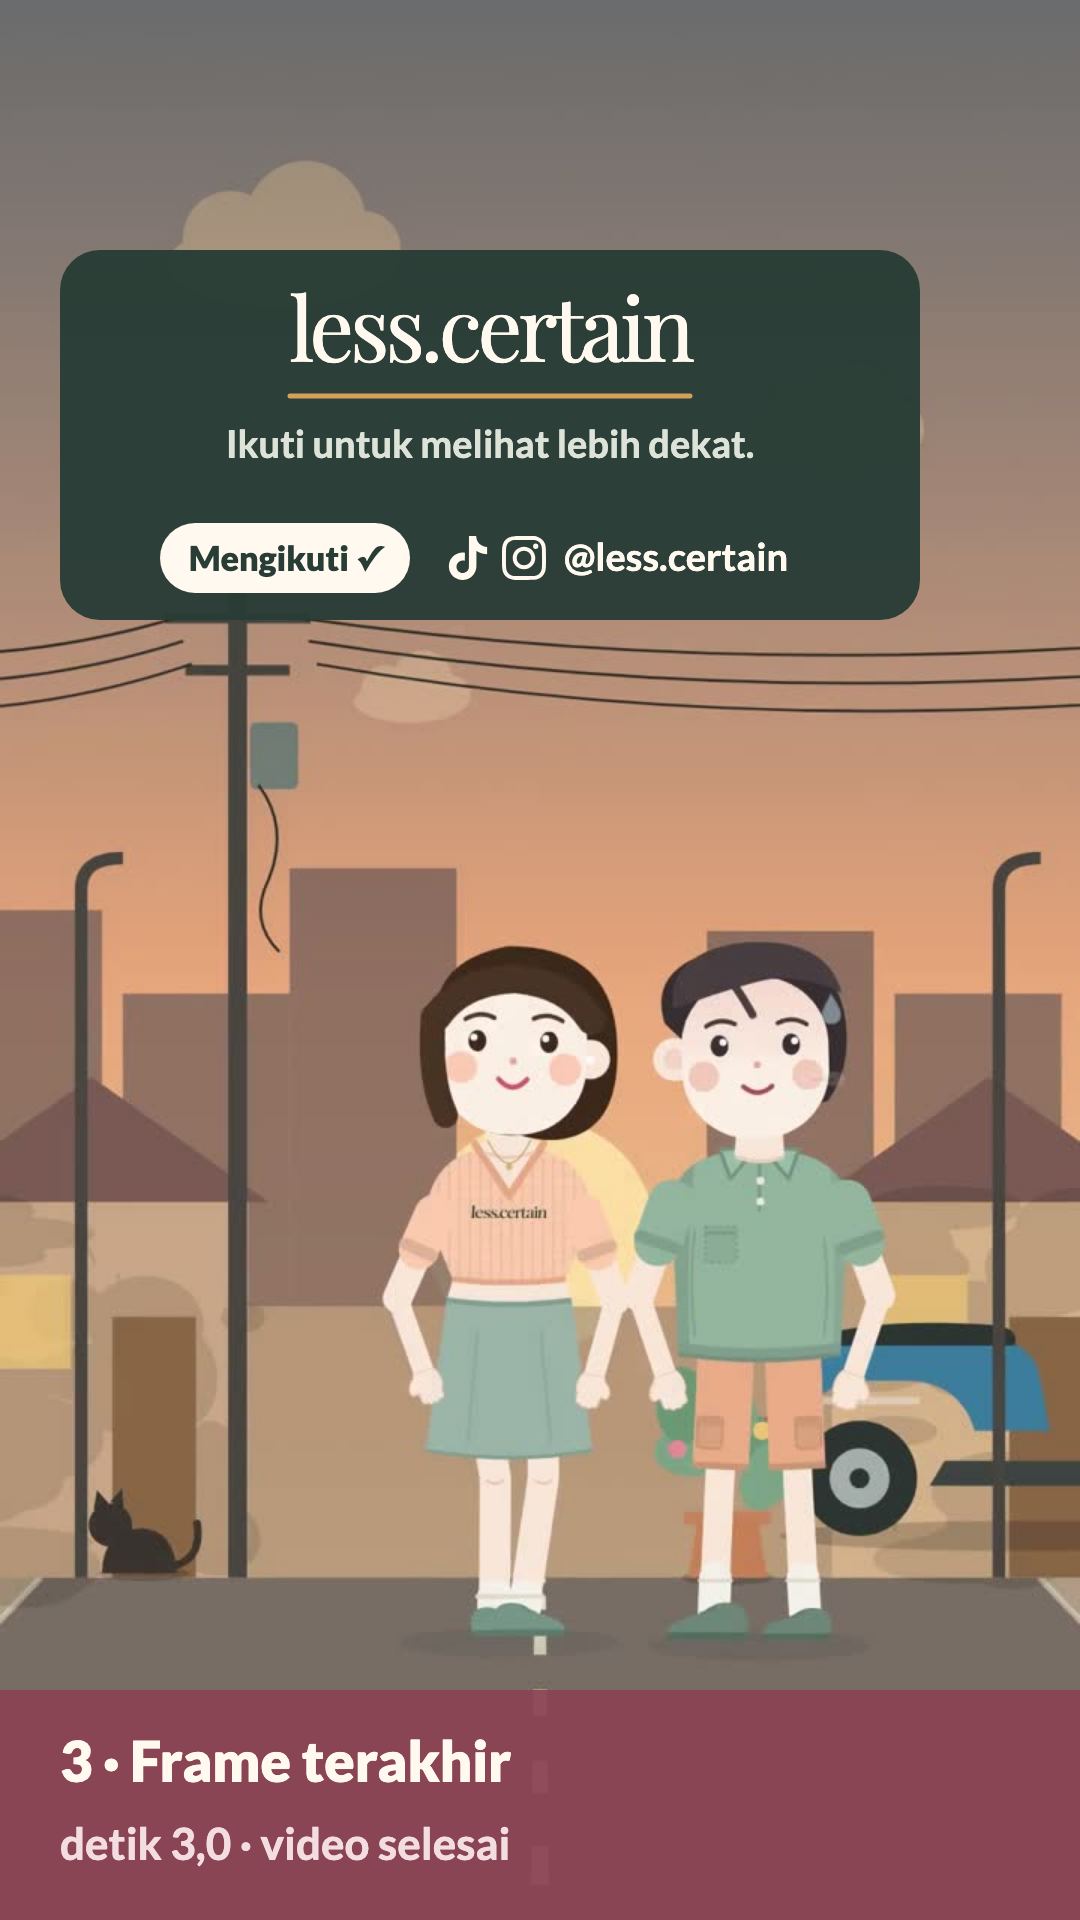 less.certain
Ikuti untuk melihat lebih dekat.
Mengikuti ✓
@less.certain
less.certain
3 · Frame terakhir
detik 3,0 · video selesai